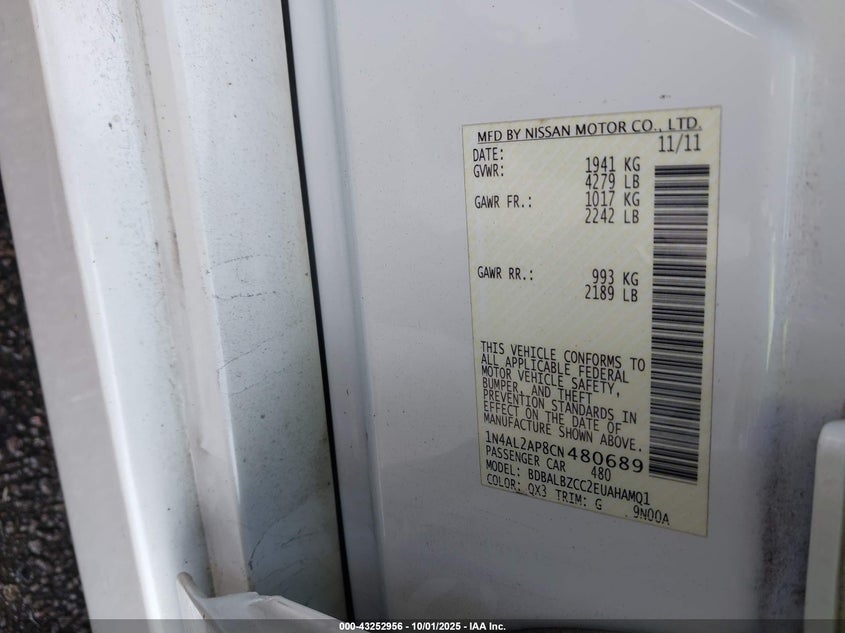 MFD BY NISSAN MOTOR CO., LTD.
DATE: 11/11
GVWR: 1941 KG
4279 LB
GAWR FR.: 1017 KG
2242 LB
GAWR RR.: 993 KG
2189 LB
THIS VEHICLE CONFORMS TO
ALL APPLICABLE FEDERAL
MOTOR VEHICLE SAFETY,
BUMPER, AND THEFT
PREVENTION STANDARDS IN
EFFECT ON THE DATE OF
MANUFACTURE SHOWN ABOVE.
1N4AL2AP8CN480689
PASSENGER CAR 480
MODEL: BDBALBZCC2EUAHAMQ1
COLOR: QX3 TRIM: G 9N00A
000-43252956 - 10/01/2025 - IAA Inc.